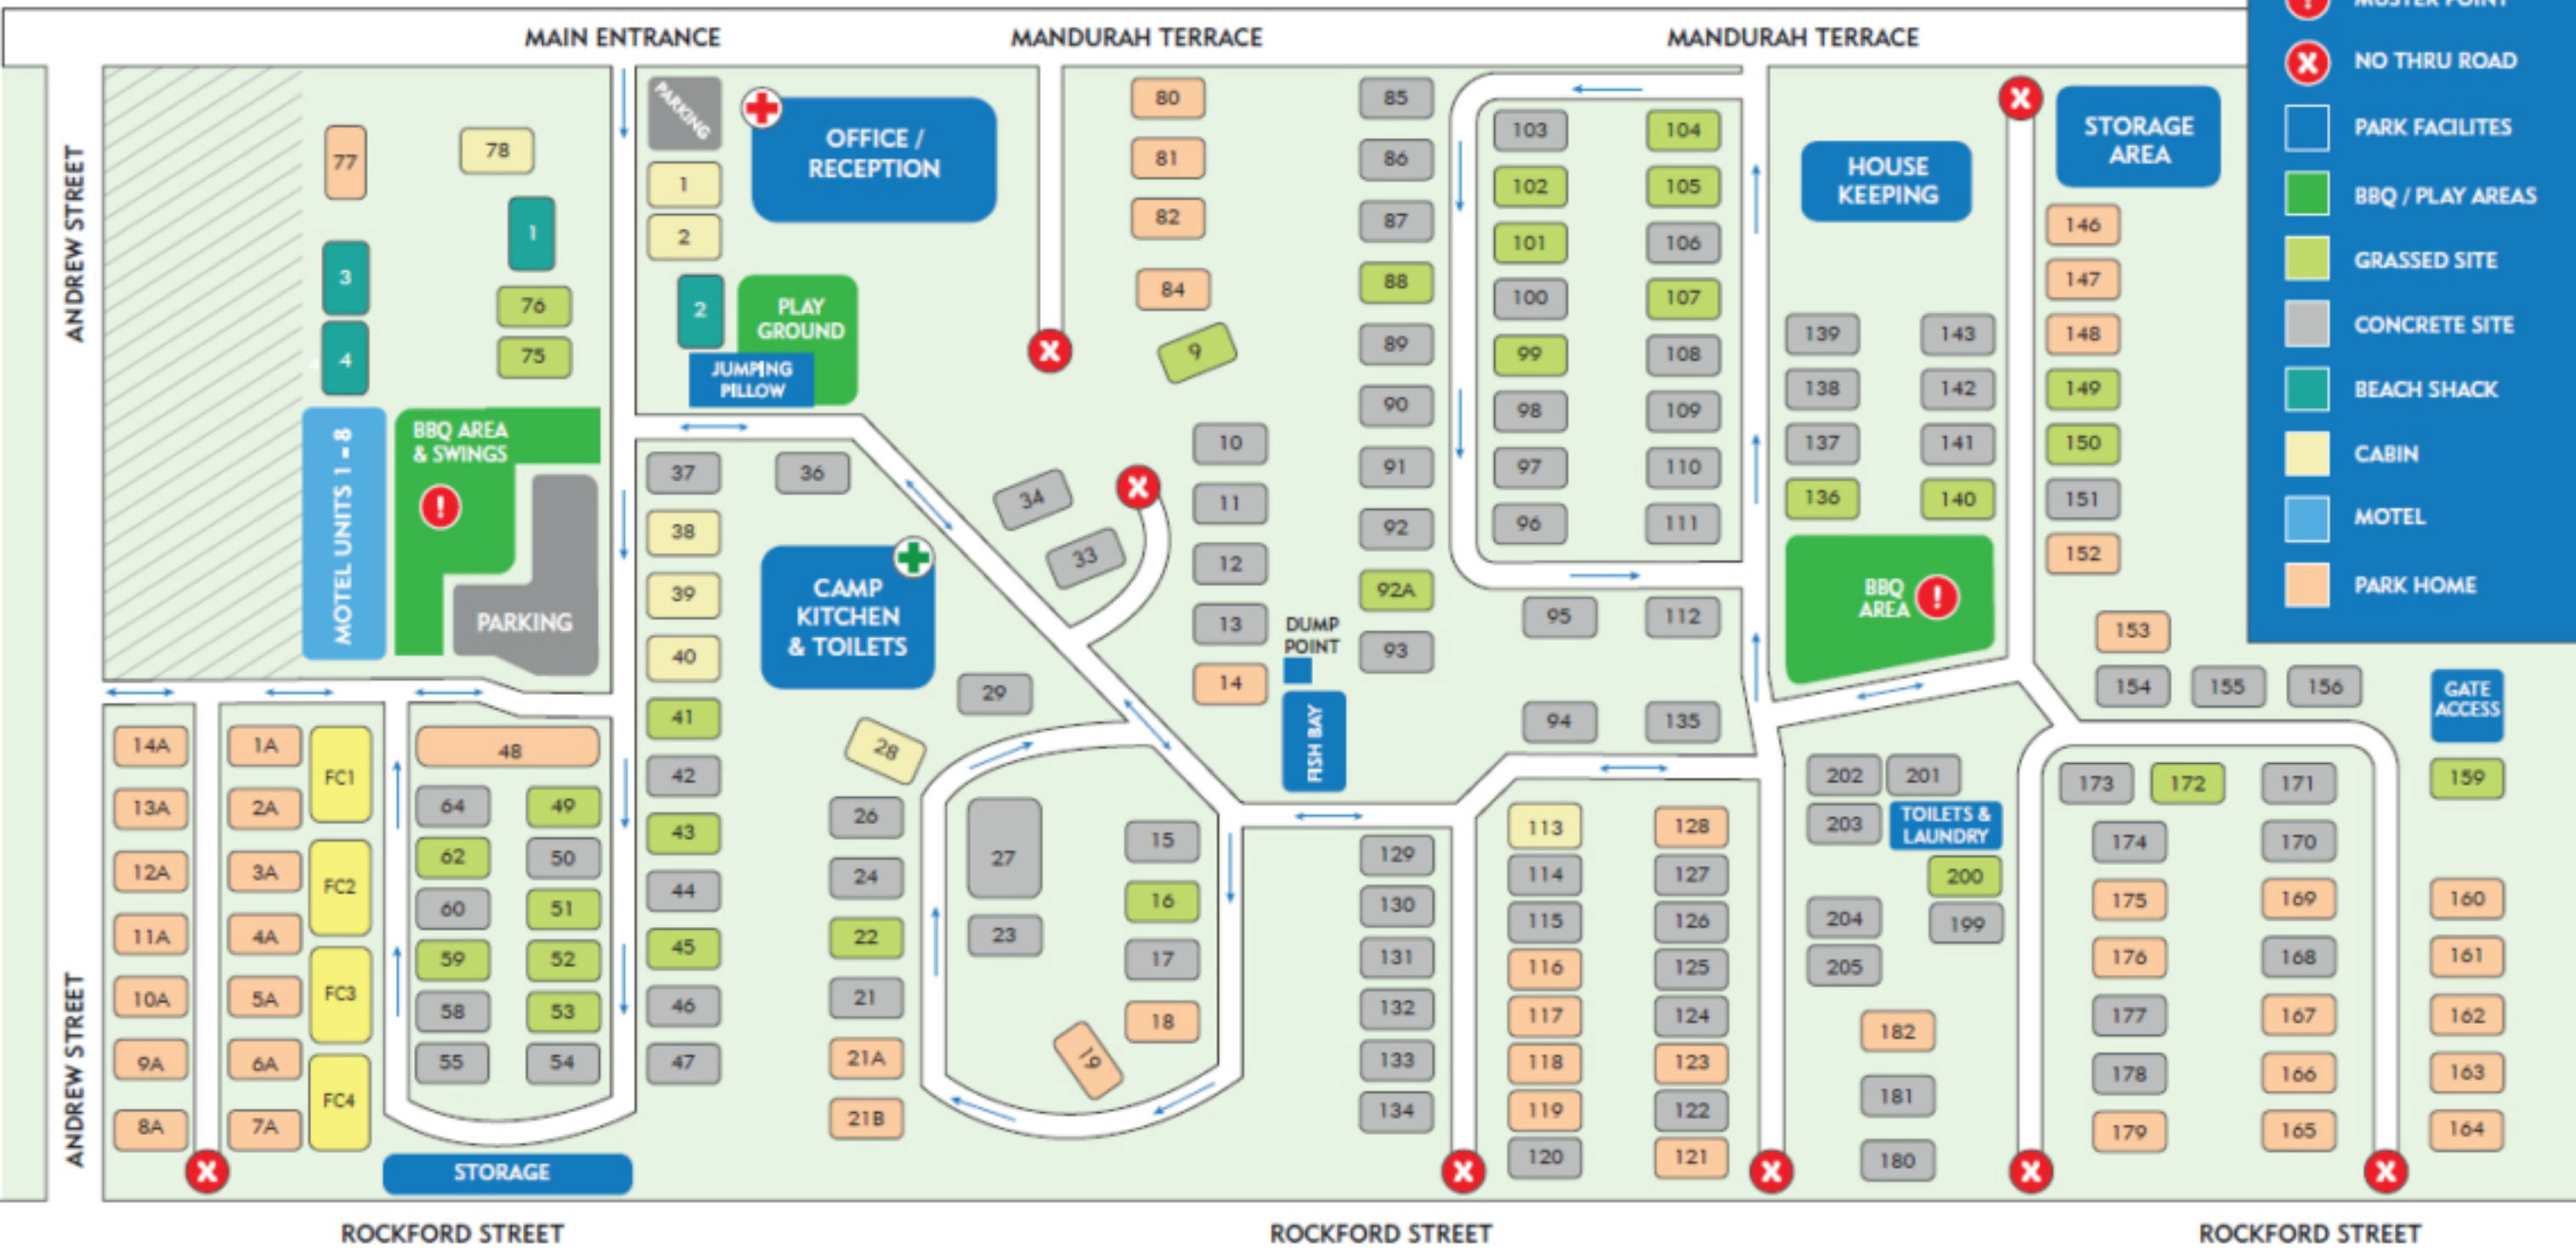 MAIN ENTRANCE
MANDURAH TERRACE
MANDURAH TERRACE
MUSTER POINT
NO THRU ROAD
PARK FACILITES
BBQ / PLAY AREAS
GRASSED SITE
CONCRETE SITE
BEACH SHACK
CABIN
MOTEL
PARK HOME
ANDREW STREET
77
78
1
3
4
76
75
MOTEL UNITS 1 - 8
BBQ AREA
& SWINGS
!
PARKING
PARKING
1
2
2
OFFICE /
RECEPTION
PLAY
GROUND
JUMPING
PILLOW
80
81
82
84
9
10
11
12
13
14
85
86
87
88
89
90
91
92
92A
93
103
102
101
100
99
98
97
96
104
105
106
107
108
109
110
111
95
112
94
135
HOUSE
KEEPING
139
138
137
136
143
142
141
140
BBQ
AREA
!
STORAGE
AREA
146
147
148
149
150
151
152
153
154
155
156
GATE
ACCESS
159
37
36
38
39
40
41
42
43
44
45
46
47
CAMP
KITCHEN
& TOILETS
34
33
29
28
DUMP
POINT
FISH BAY
ANDREW STREET
14A
13A
12A
11A
10A
9A
8A
1A
2A
3A
4A
5A
6A
7A
FC1
FC2
FC3
FC4
48
64
62
60
59
58
55
49
50
51
52
53
54
STORAGE
26
24
22
21
21A
21B
27
23
15
16
17
18
19
129
130
131
132
133
134
113
114
115
116
117
118
119
120
128
127
126
125
124
123
122
121
202
201
203
TOILETS &
LAUNDRY
200
204
199
205
182
181
180
173
172
171
174
170
175
169
176
168
177
167
178
166
179
165
160
161
162
163
164
ROCKFORD STREET
ROCKFORD STREET
ROCKFORD STREET